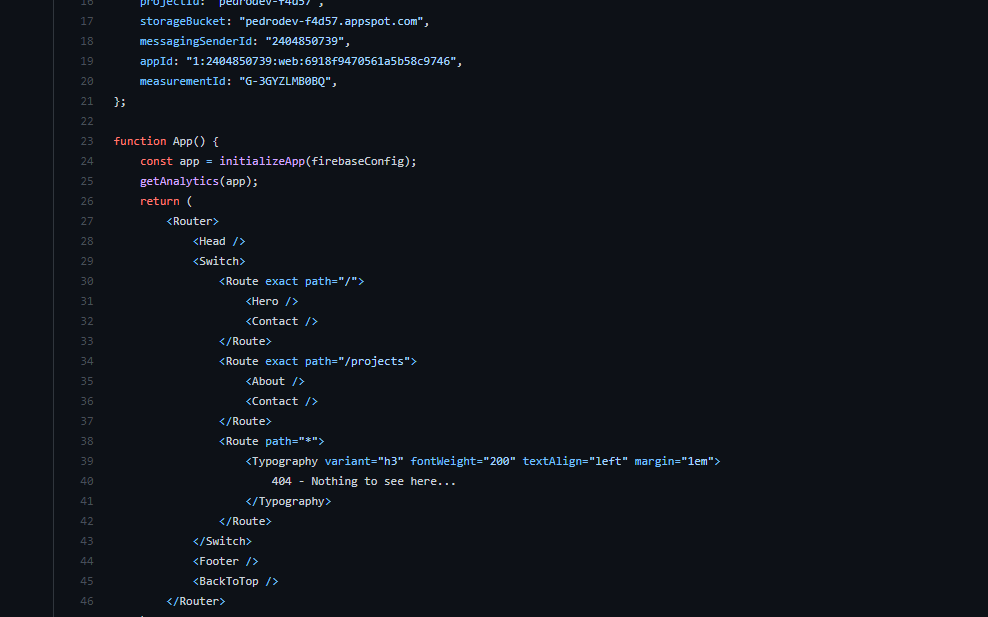 16 projectId: "pedrodev-f4d57",
17 storageBucket: "pedrodev-f4d57.appspot.com",
18 messagingSenderId: "2404850739",
19 appId: "1:2404850739:web:6918f9470561a5b58c9746",
20 measurementId: "G-3GYZLMB0BQ",
21 };
22
23 function App() {
24 const app = initializeApp(firebaseConfig);
25 getAnalytics(app);
26 return (
27 <Router>
28 <Head />
29 <Switch>
30 <Route exact path="/">
31 <Hero />
32 <Contact />
33 </Route>
34 <Route exact path="/projects">
35 <About />
36 <Contact />
37 </Route>
38 <Route path="*">
39 <Typography variant="h3" fontWeight="200" textAlign="left" margin="1em">
40 404 - Nothing to see here...
41 </Typography>
42 </Route>
43 </Switch>
44 <Footer />
45 <BackToTop />
46 </Router>